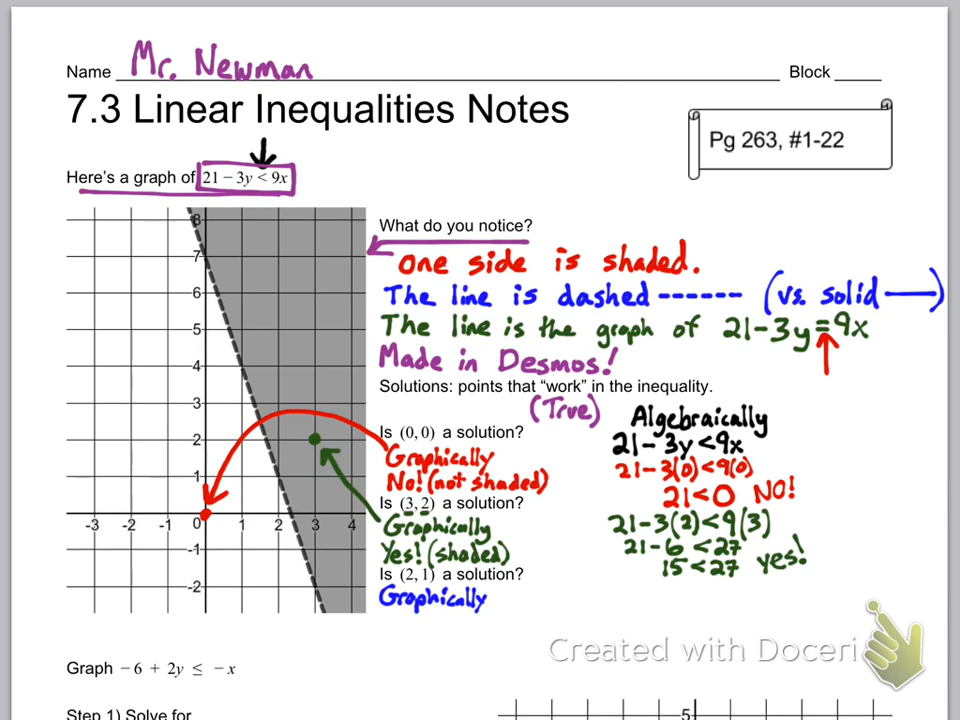 Name Mr. Newman Block
7.3 Linear Inequalities Notes
Pg 263, #1-22
Here's a graph of 21 − 3y < 9x
8
7
6
5
4
3
2
1
-3 -2 -1 0 1 2 3 4
-1
-2
What do you notice?
One side is shaded.
The line is dashed ------ (vs. solid —)
The line is the graph of 21-3y=9x
Made in Desmos!
Solutions: points that "work" in the inequality.
(True)
Is (0, 0) a solution?
Graphically
No! (not shaded)
Is (3, 2) a solution?
Graphically
Yes! (shaded)
Is (2, 1) a solution?
Graphically
Algebraically
21-3y<9x
21-3(0)<9(0)
21<0 NO!
21-3(2)<9(3)
21-6<27
15<27 yes!
Created with Doceri
Graph −6 + 2y ≤ −x
Step 1) Solve for
5